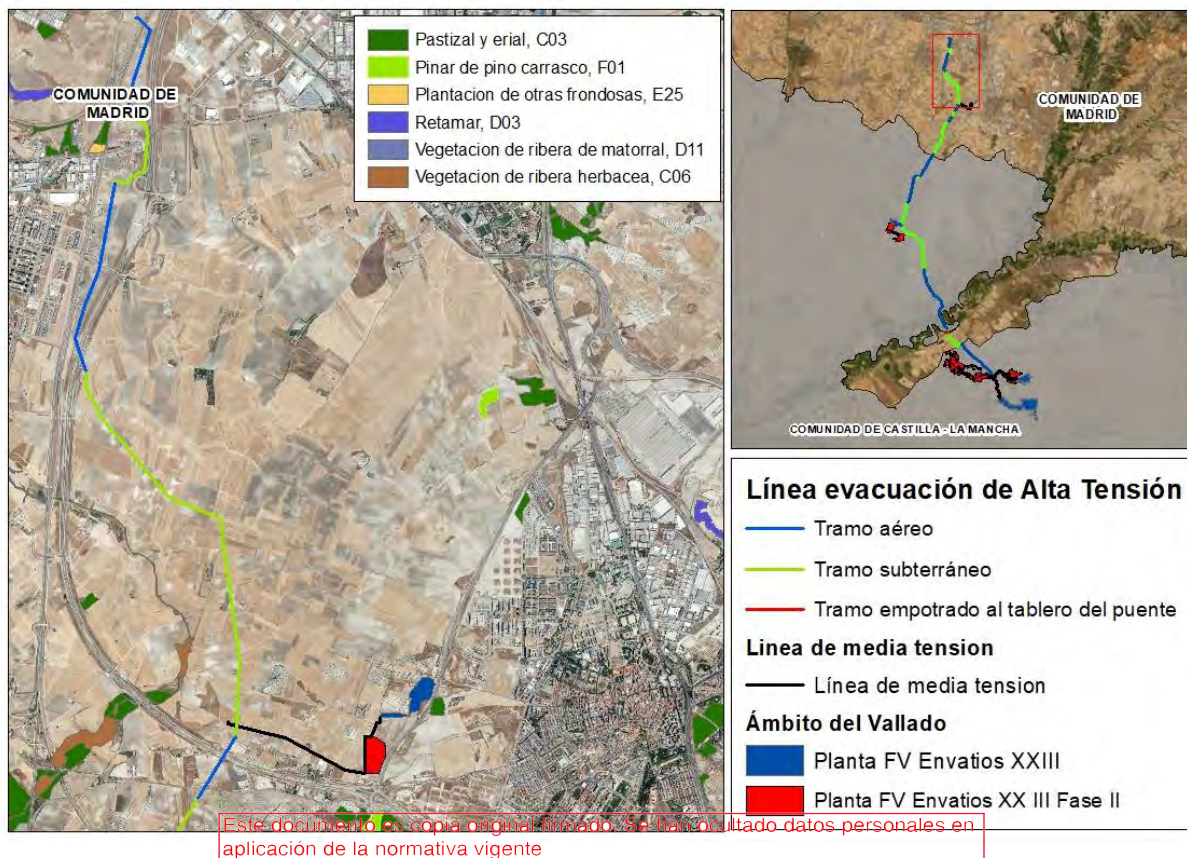 Pastizal y erial, C03
Pinar de pino carrasco, F01
Plantacion de otras frondosas, E25
Retamar, D03
Vegetacion de ribera de matorral, D11
Vegetacion de ribera herbacea, C06
COMUNIDAD DE
MADRID
COMUNIDAD DE
MADRID
COMUNIDAD DE CASTILLA - LA MANCHA
Línea evacuación de Alta Tensión
Tramo aéreo
Tramo subterráneo
Tramo empotrado al tablero del puente
Linea de media tension
Línea de media tension
Ámbito del Vallado
Planta FV Envatios XXIII
Planta FV Envatios XX III Fase II
Este documento es copia original firmado. Se han ocultado datos personales en
aplicación de la normativa vigente